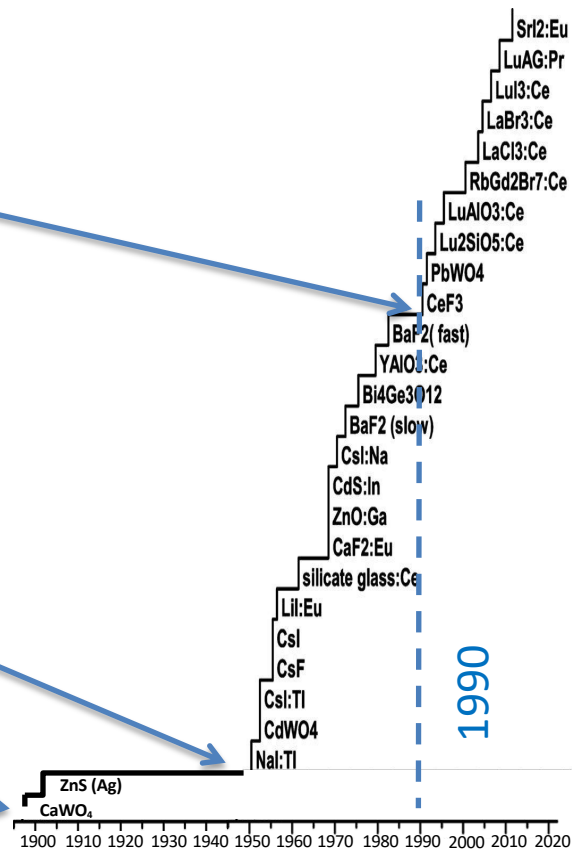 SrI2:Eu
LuAG:Pr
LuI3:Ce
LaBr3:Ce
LaCl3:Ce
RbGd2Br7:Ce
LuAlO3:Ce
Lu2SiO5:Ce
PbWO4
CeF3
BaF2( fast)
YAlO3:Ce
Bi4Ge3O12
BaF2 (slow)
CsI:Na
CdS:In
ZnO:Ga
CaF2:Eu
silicate glass:Ce
LiI:Eu
CsI
CsF
CsI:Tl
CdWO4
NaI:Tl
1990
ZnS (Ag)
CaWO₄
1900 1910 1920 1930 1940 1950 1960 1970 1980 1990 2000 2010 2020